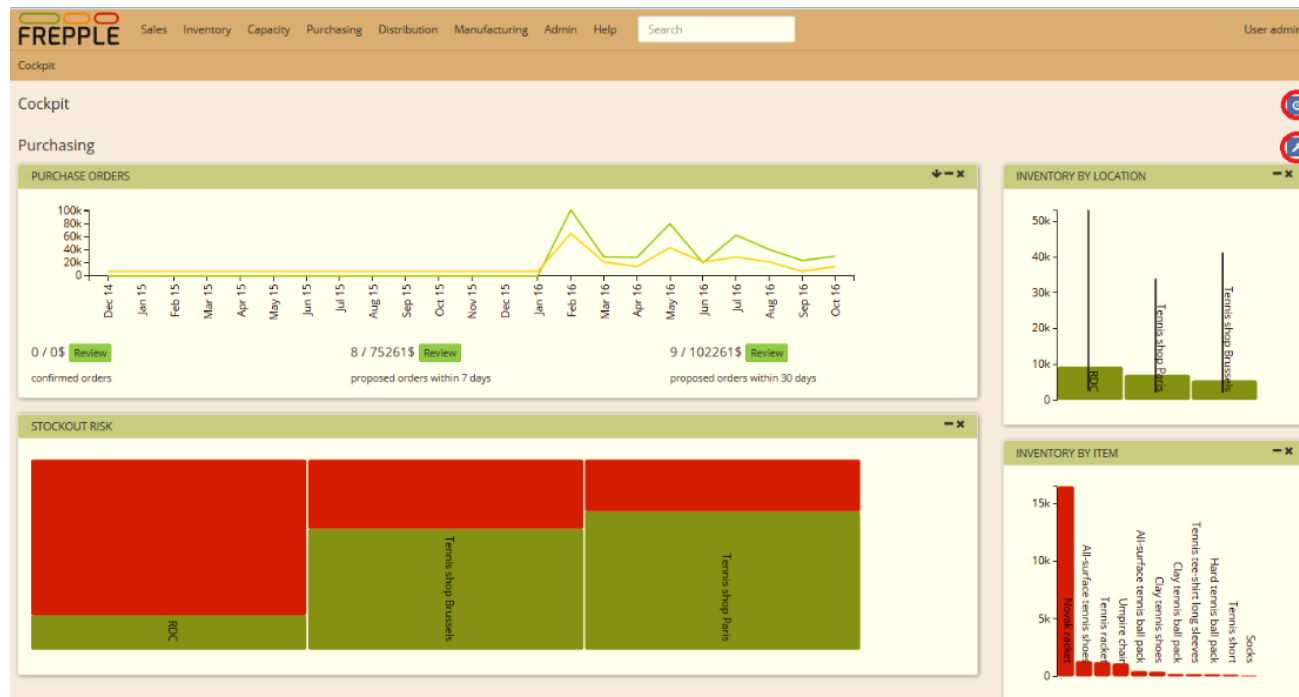 FREPPLE Sales Inventory Capacity Purchasing Distribution Manufacturing Admin Help Search User admin
Cockpit
Cockpit
Purchasing
PURCHASE ORDERS
100k
80k
60k
40k
20k
0
Dec 14 Jan 15 Feb 15 Mar 15 Apr 15 May 15 Jun 15 Jul 15 Aug 15 Sep 15 Oct 15 Nov 15 Dec 15 Jan 16 Feb 16 Mar 16 Apr 16 May 16 Jun 16 Jul 16 Aug 16 Sep 16 Oct 16
0 / 0$ Review 8 / 75261$ Review 9 / 102261$ Review
confirmed orders proposed orders within 7 days proposed orders within 30 days
STOCKOUT RISK
RDC
Tennis shop Brussels
Tennis shop Paris
INVENTORY BY LOCATION
50k
40k
30k
20k
10k
0
RDC
Tennis shop Paris
Tennis shop Brussels
INVENTORY BY ITEM
15k
10k
5k
0
Novak racket
All-surface tennis shoes
Tennis racket
Umpire chair
All-surface tennis ball pack
Clay tennis shoes
Clay tennis ball pack
Tennis tee-shirt long sleeves
Hard tennis ball pack
Tennis short
Socks